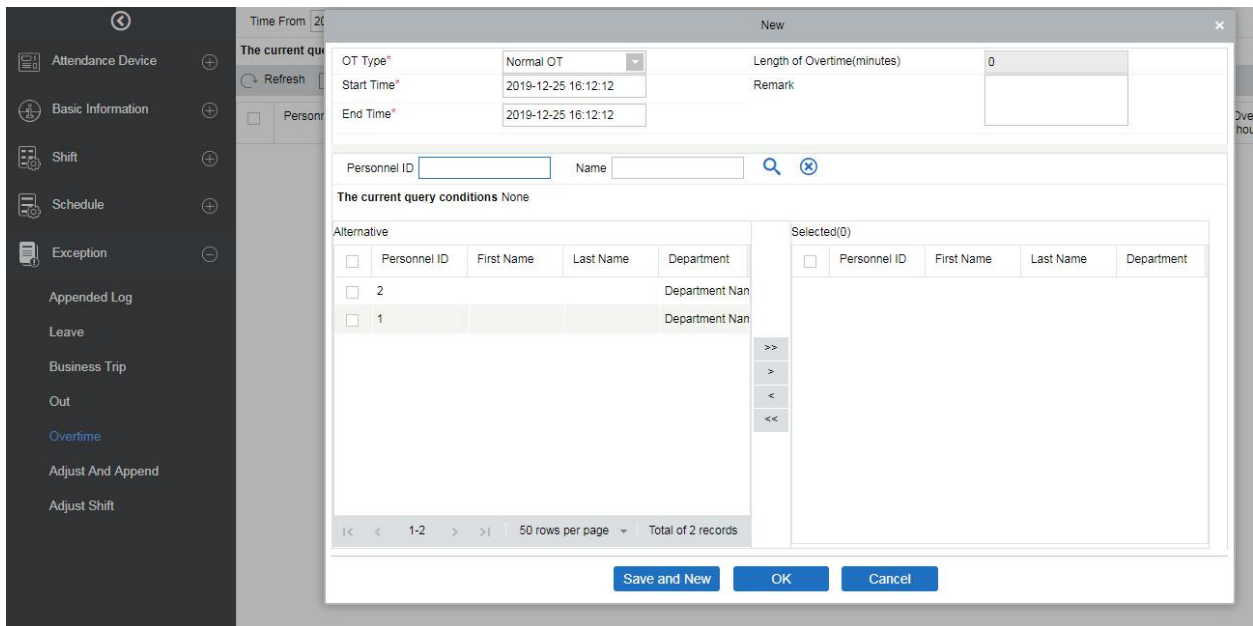 Time From 20
New
×
Attendance Device
Basic Information
Shift
Schedule
Exception
Appended Log
Leave
Business Trip
Out
Overtime
Adjust And Append
Adjust Shift
The current que
Refresh
Personn
OT Type* Normal OT Length of Overtime(minutes) 0
Start Time* 2019-12-25 16:12:12 Remark
End Time* 2019-12-25 16:12:12
Personnel ID Name
The current query conditions None
Alternative Selected(0)
Personnel ID First Name Last Name Department Personnel ID First Name Last Name Department
2 Department Nan
1 Department Nan
>>
>
<
<<
|< < 1-2 > >| 50 rows per page Total of 2 records
Save and New OK Cancel
Ove
hou